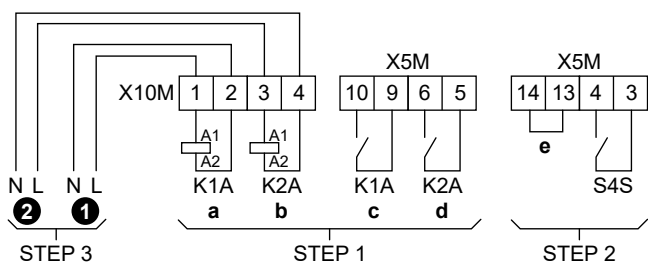 X5M X5M
X10M 1 2 3 4 10 9 6 5 14 13 4 3
A1 A1
A2 A2
e
N L N L K1A K2A K1A K2A S4S
2 1 a b c d
STEP 3 STEP 1 STEP 2